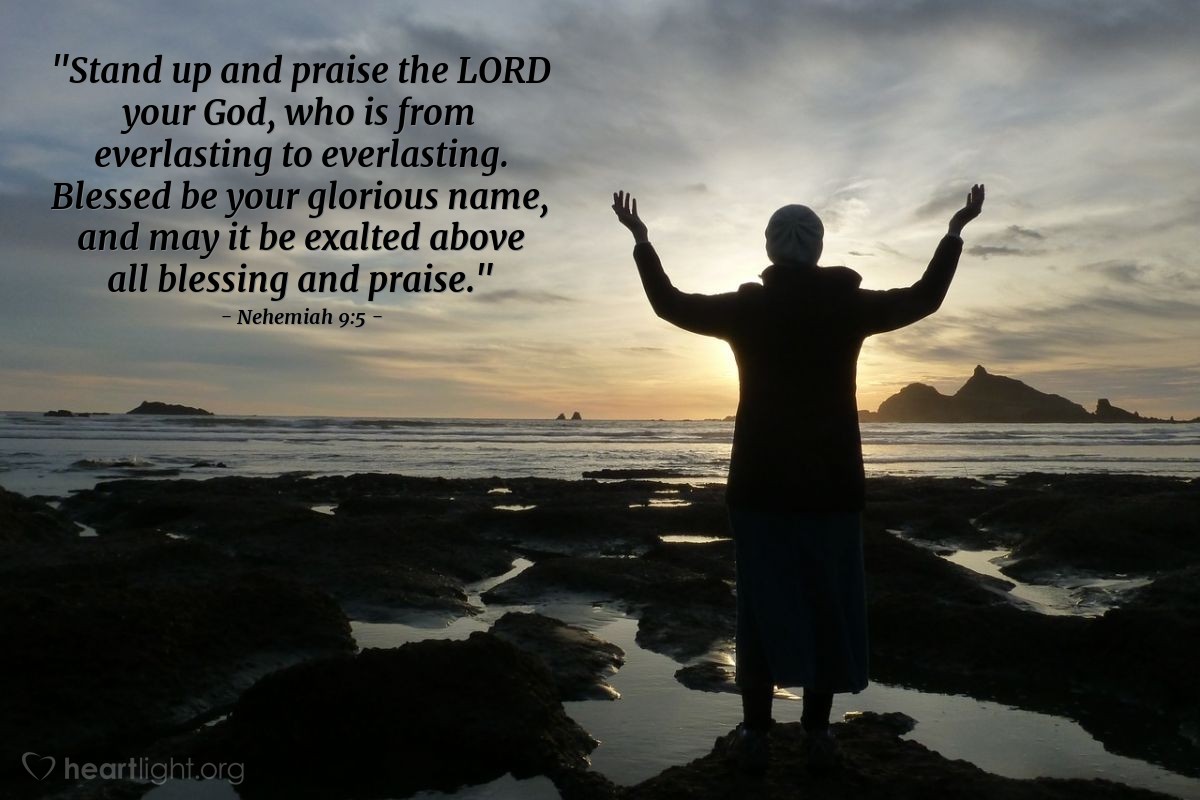 "Stand up and praise the LORD
your God, who is from
everlasting to everlasting.
Blessed be your glorious name,
and may it be exalted above
all blessing and praise."
- Nehemiah 9:5 -
heartlight.org